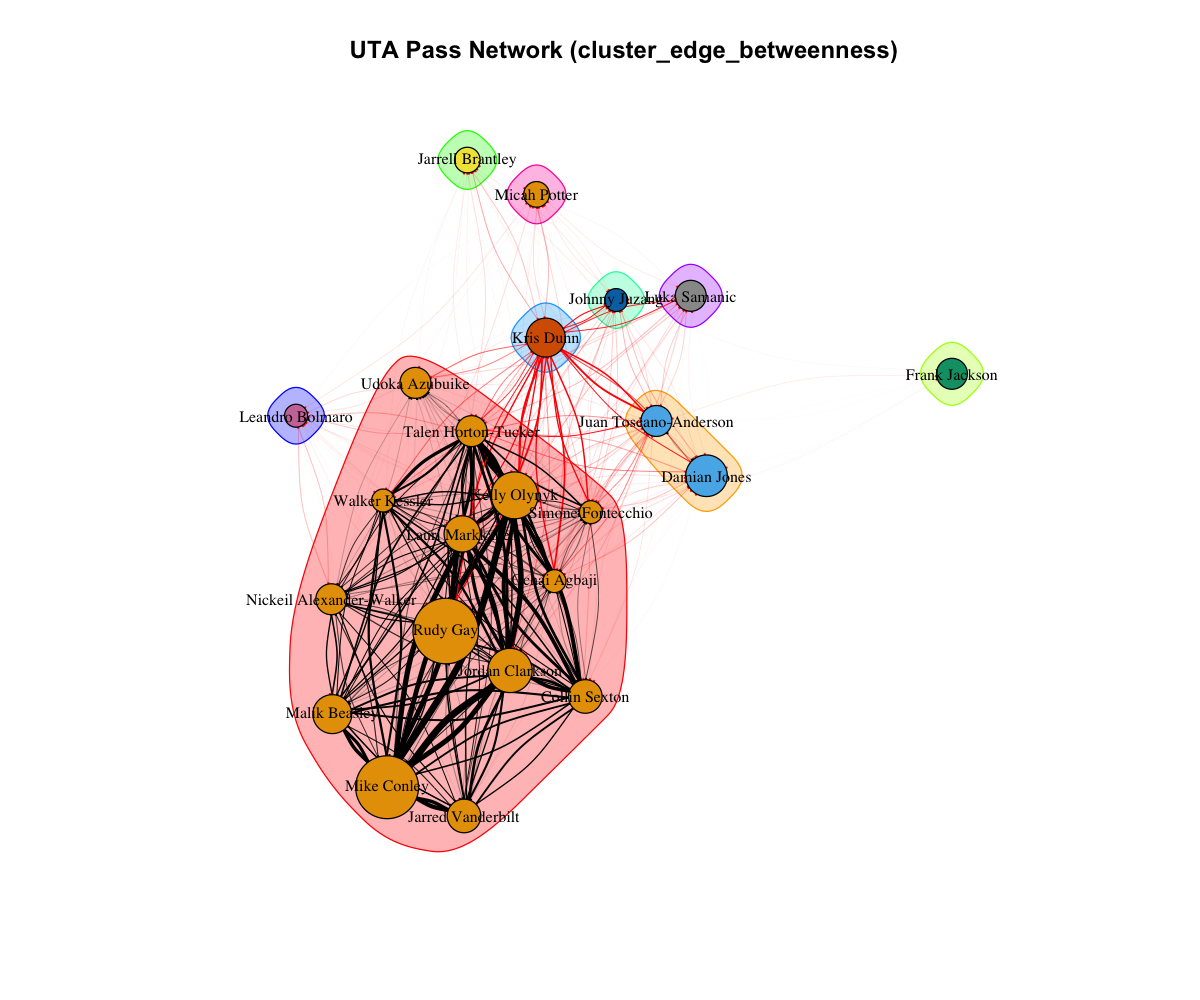 UTA Pass Network (cluster_edge_betweenness)
Jarrell Brantley
Micah Potter
Johnny Juzang
Luka Samanic
Kris Dunn
Frank Jackson
Udoka Azubuike
Leandro Bolmaro
Juan Toscano-Anderson
Talen Horton-Tucker
Damian Jones
Kelly Olynyk
Walker Kessler
Simone Fontecchio
Lauri Markkanen
Ochai Agbaji
Nickeil Alexander-Walker
Rudy Gay
Jordan Clarkson
Collin Sexton
Malik Beasley
Mike Conley
Jarred Vanderbilt